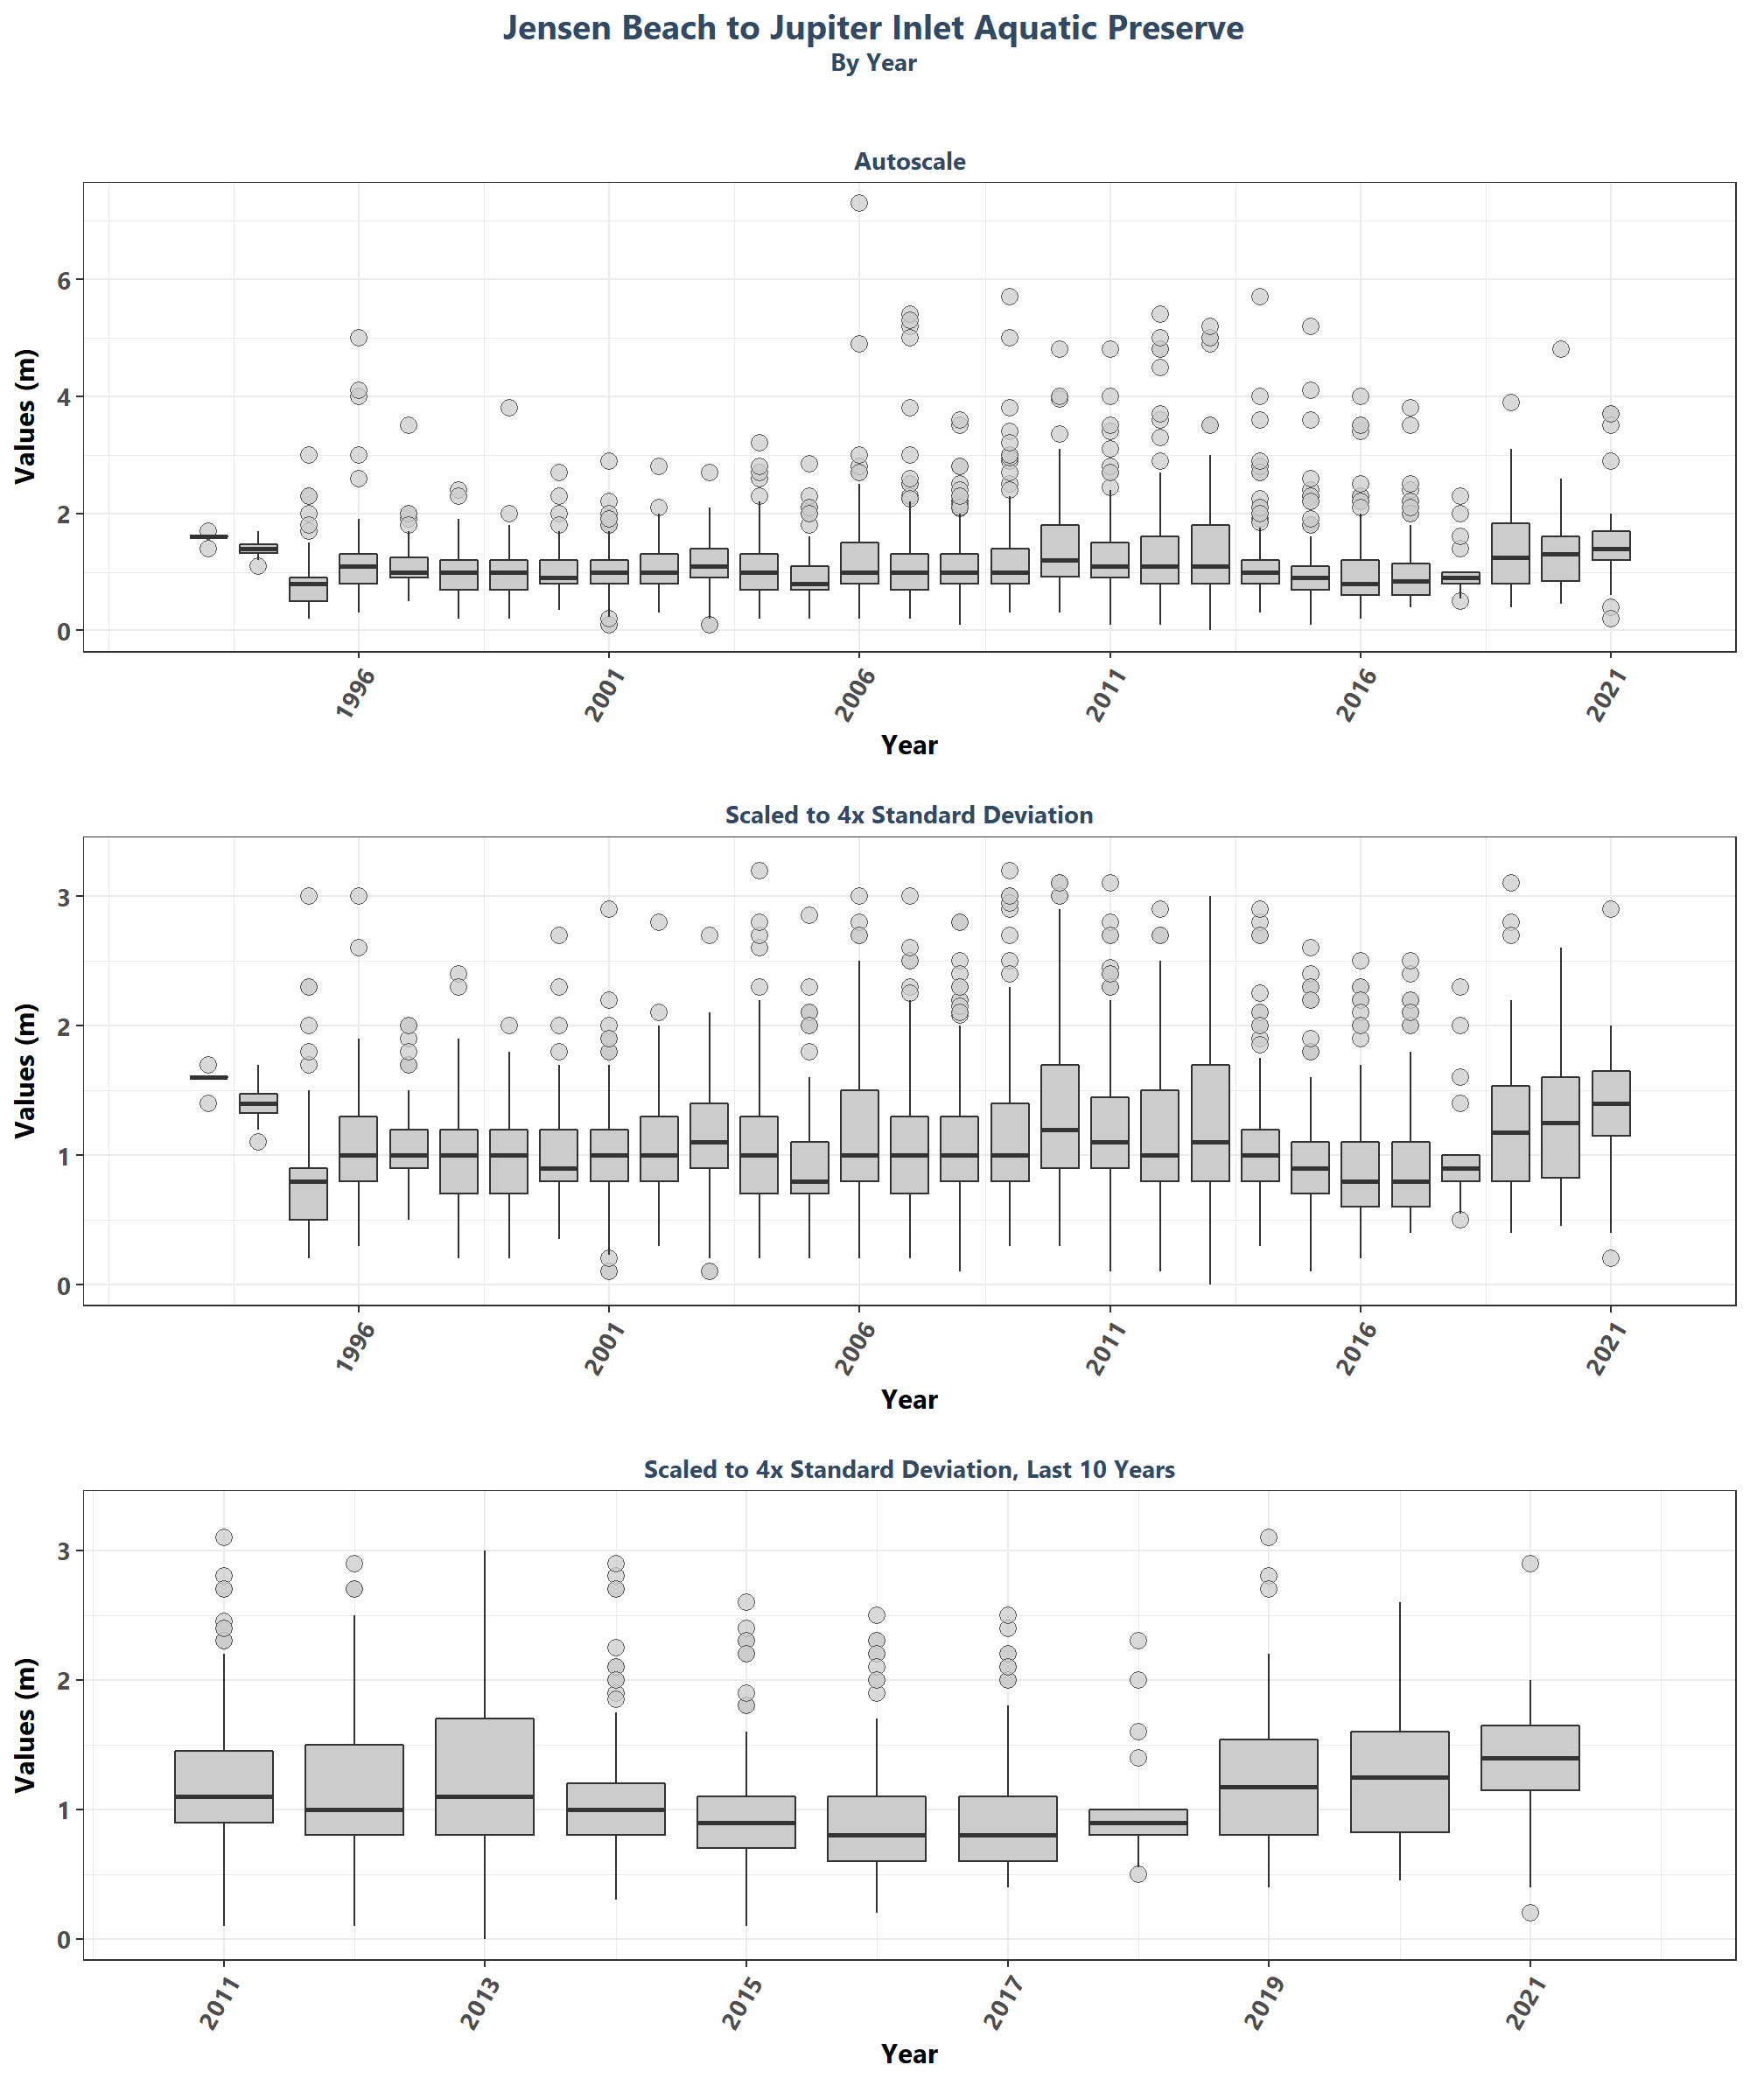 Jensen Beach to Jupiter Inlet Aquatic Preserve
By Year
Autoscale
Values (m)
6
4
2
0
1996
2001
2006
2011
2016
2021
Year
Scaled to 4x Standard Deviation
Values (m)
3
2
1
0
1996
2001
2006
2011
2016
2021
Year
Scaled to 4x Standard Deviation, Last 10 Years
Values (m)
3
2
1
0
2011
2013
2015
2017
2019
2021
Year